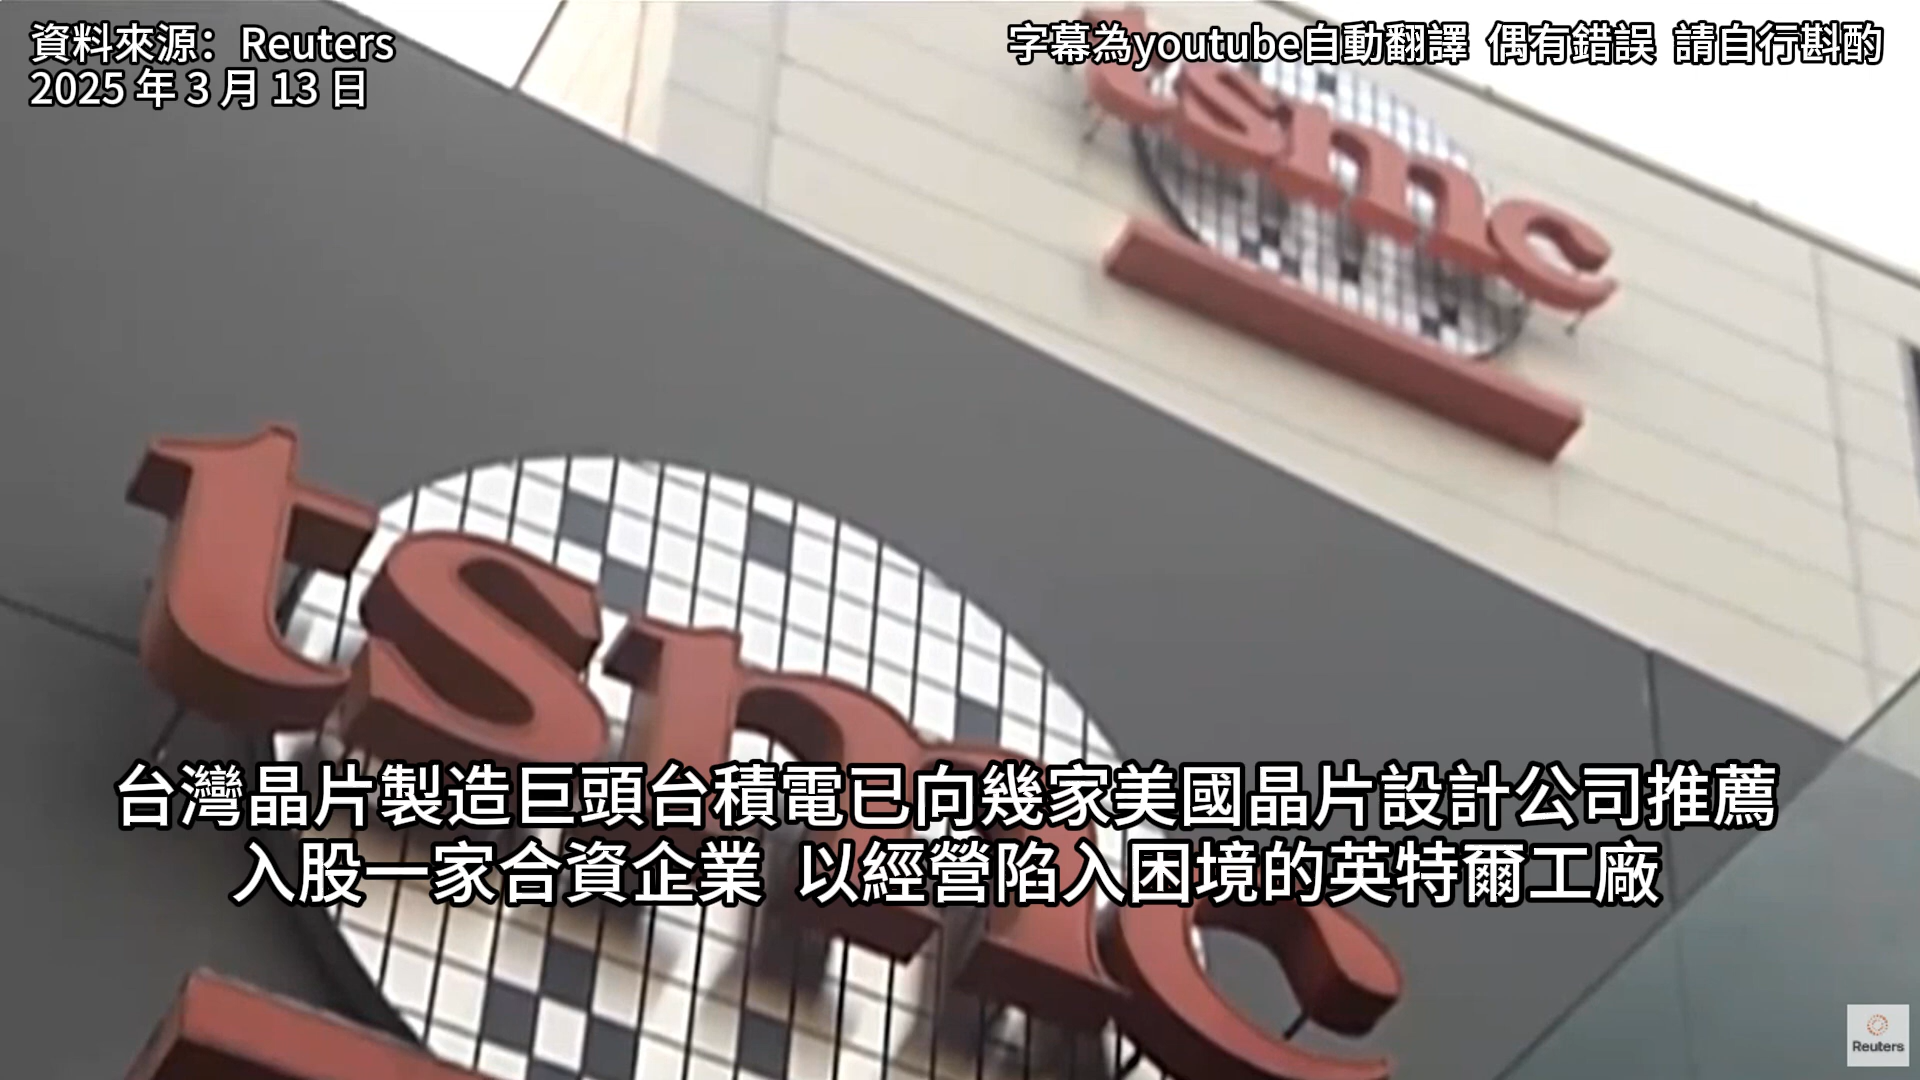 資料來源：Reuters
2025 年 3 月 13 日
字幕為youtube自動翻譯 偶有錯誤 請自行斟酌
tsmc
tsmc
台灣晶片製造巨頭台積電已向幾家美國晶片設計公司推薦
入股一家合資企業 以經營陷入困境的英特爾工廠
Reuters